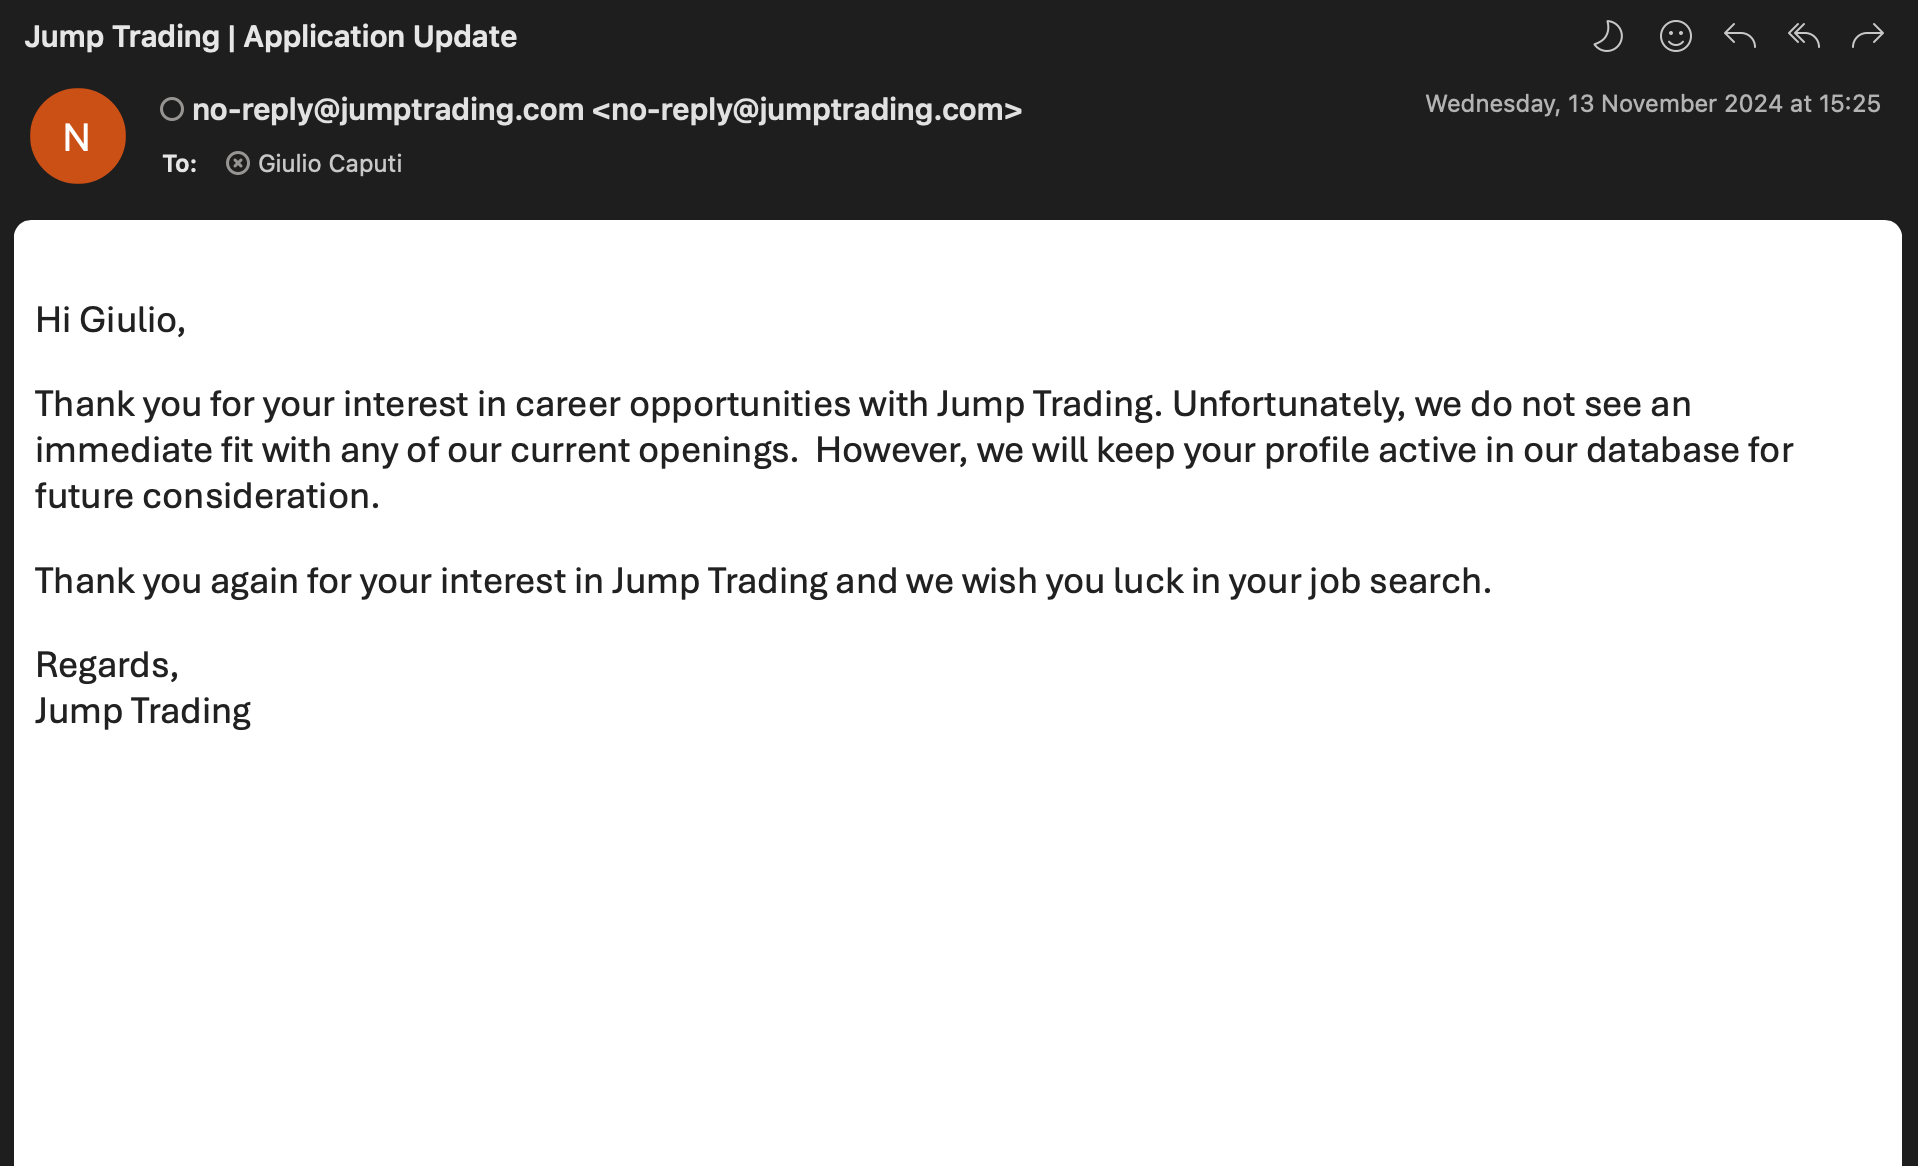 Jump Trading | Application Update
N
no-reply@jumptrading.com <no-reply@jumptrading.com>
Wednesday, 13 November 2024 at 15:25
To: Giulio Caputi
Hi Giulio,
Thank you for your interest in career opportunities with Jump Trading. Unfortunately, we do not see an
immediate fit with any of our current openings.  However, we will keep your profile active in our database for
future consideration.
Thank you again for your interest in Jump Trading and we wish you luck in your job search.
Regards,
Jump Trading